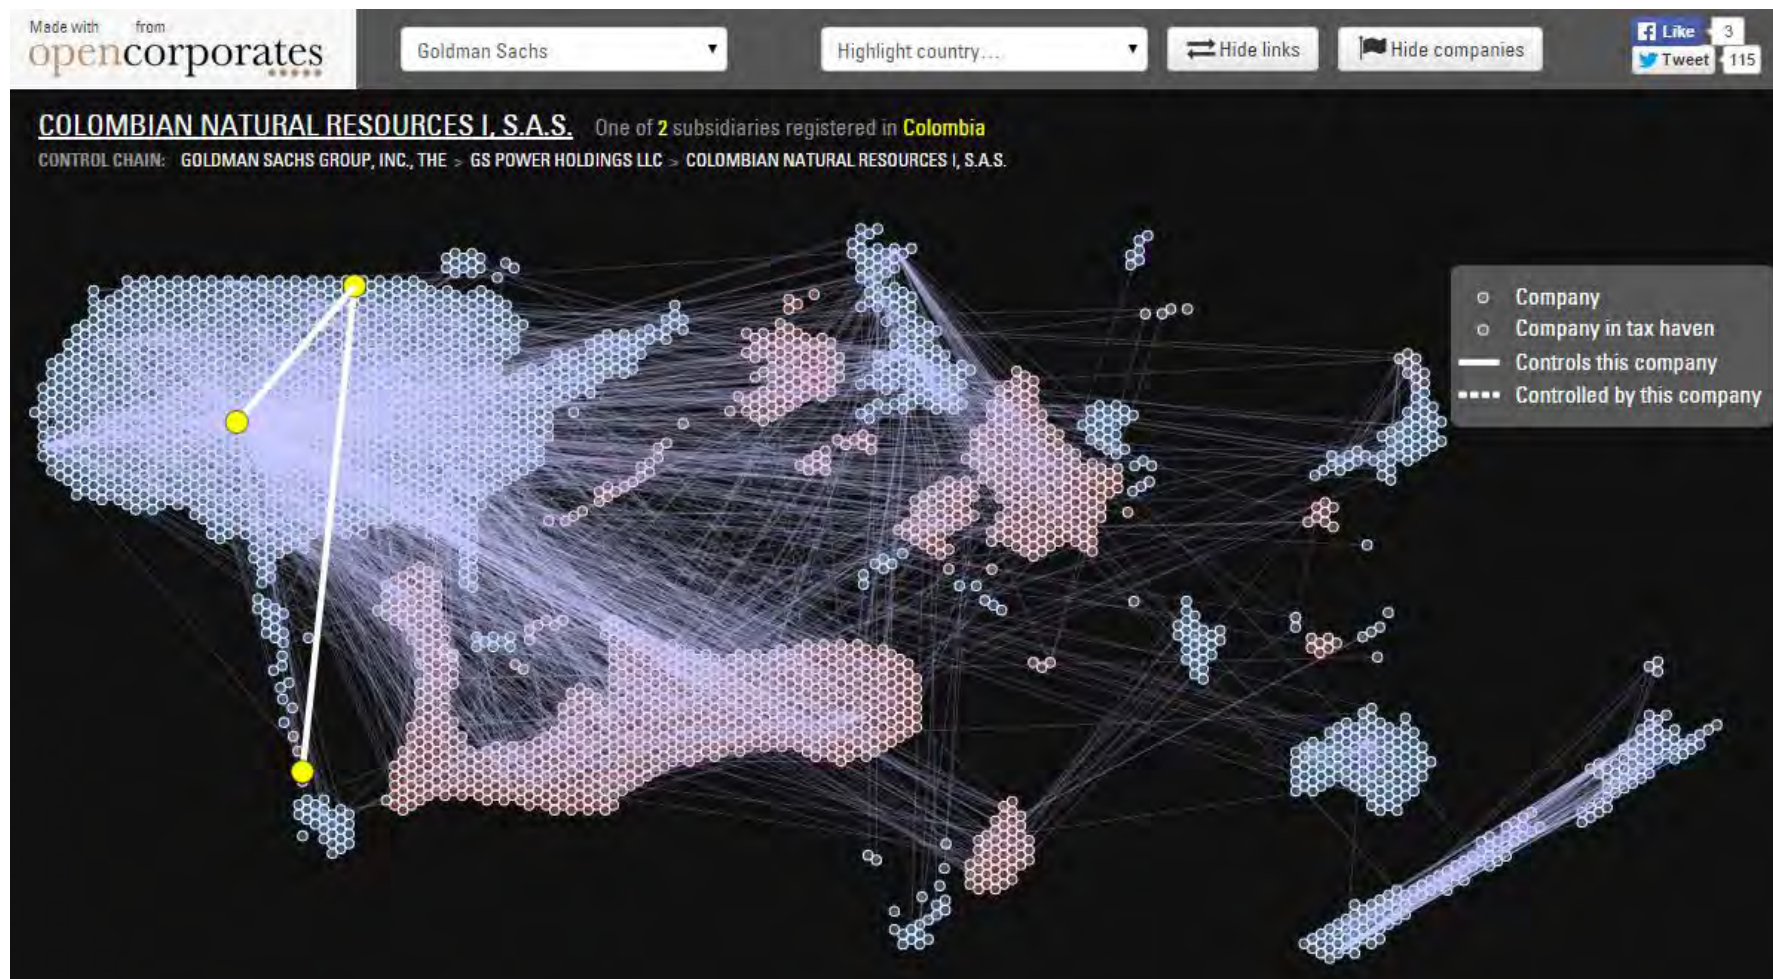 Made with from
opencorporates
Goldman Sachs
Highlight country...
Hide links
Hide companies
Like 3
Tweet 115
COLOMBIAN NATURAL RESOURCES I, S.A.S. One of 2 subsidiaries registered in Colombia
CONTROL CHAIN: GOLDMAN SACHS GROUP, INC., THE > GS POWER HOLDINGS LLC > COLOMBIAN NATURAL RESOURCES I, S.A.S.
Company
Company in tax haven
Controls this company
Controlled by this company